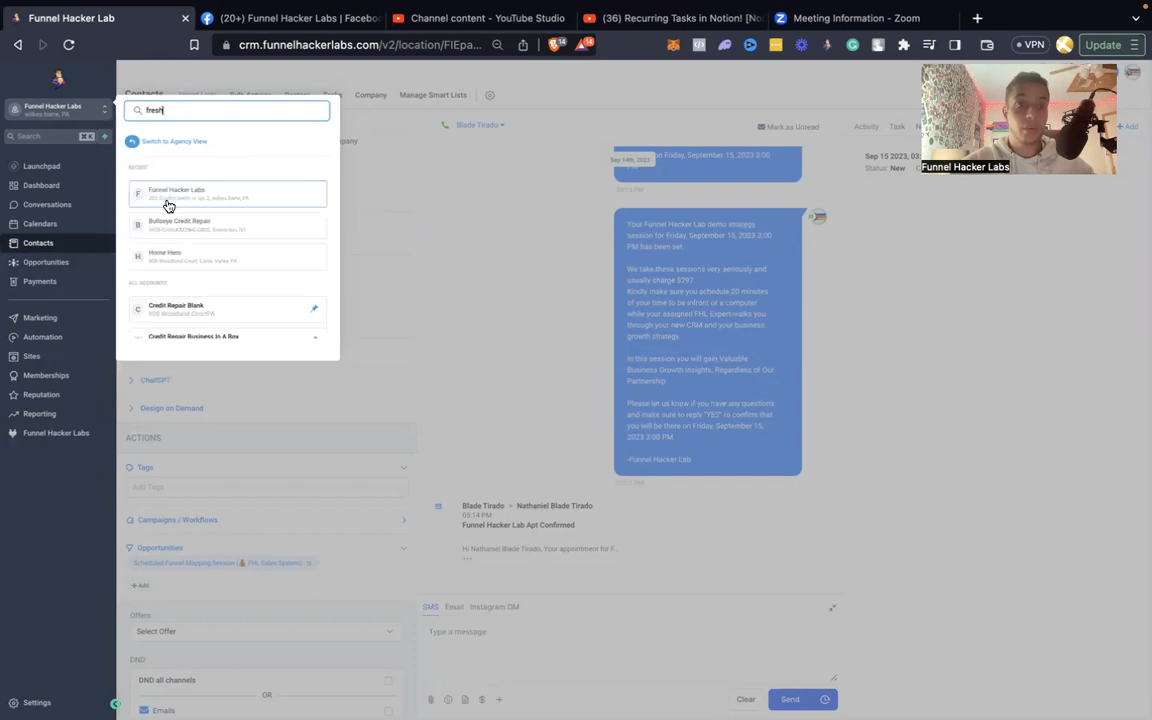 Funnel Hacker Lab
(20+) Funnel Hacker Labs | Faceboo
Channel content - YouTube Studio
(36) Recurring Tasks in Notion! [No
Meeting Information - Zoom
crm.funnelhackerlabs.com/v2/location/FIEpa...
14
14
VPN
Update
Funnel Hacker Labs
wilkes barre, PA
Search
⌘K
Launchpad
Dashboard
Conversations
Calendars
Contacts
Opportunities
Payments
Marketing
Automation
Sites
Memberships
Reputation
Reporting
Funnel Hacker Labs
Settings
Contacts
Company
Manage Smart Lists
fresh
Switch to Agency View
RECENT
F
Funnel Hacker Labs
B
Bullseye Credit Repair
H
Home Hero
ALL ACCOUNTS
C
Credit Repair Blank
Credit Repair Business In A Box
ChatGPT
Design on Demand
ACTIONS
Tags
Add Tags
Campaigns / Workflows
Opportunities
Scheduled Funnel Mapping Session (💰 FHL Sales System)
+ Add
Offers
Select Offer
DND
DND all channels
OR
Emails
Blade Tirado
Mark as Unread
Sep 14th, 2023
on Friday, September 15, 2023
3:00 PM
Your Funnel Hacker Lab demo strategy
session for Friday, September 15, 2023 3:00
PM has been set.
We take these sessions very seriously and
usually charge $297.
Kindly make sure you schedule 20 minutes
of your time to be infront of a computer
while your assigned FHL Expert walks you
through your new CRM and your business
growth strategy.
In this session you will gain Valuable
Business Growth Insights, Regardless of Our
Partnership
Please let us know if you have any questions
and make sure to reply "YES" to confirm that
you will be there on Friday, September 15,
2023 3:00 PM.
-Funnel Hacker Lab
Blade Tirado > Nathaniel Blade Tirado
05:14 PM
Funnel Hacker Lab Apt Confirmed
Hi Nathaniel Blade Tirado, Your appointment for F...
SMS
Email
Instagram DM
Type a message
Clear
Send
Activity
Task
+ Add
Sep 15 2023, 03:
Status: New
Funnel Hacker Labs